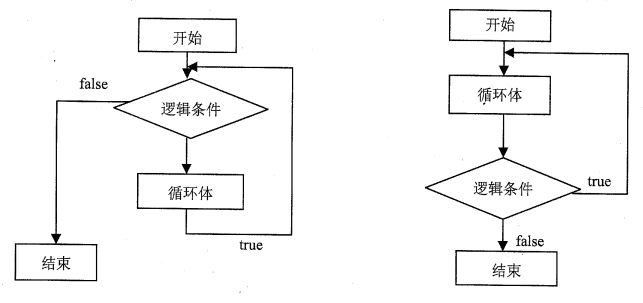 开始
false
逻辑条件
循环体
true
结束
开始
循环体
逻辑条件
true
false
结束